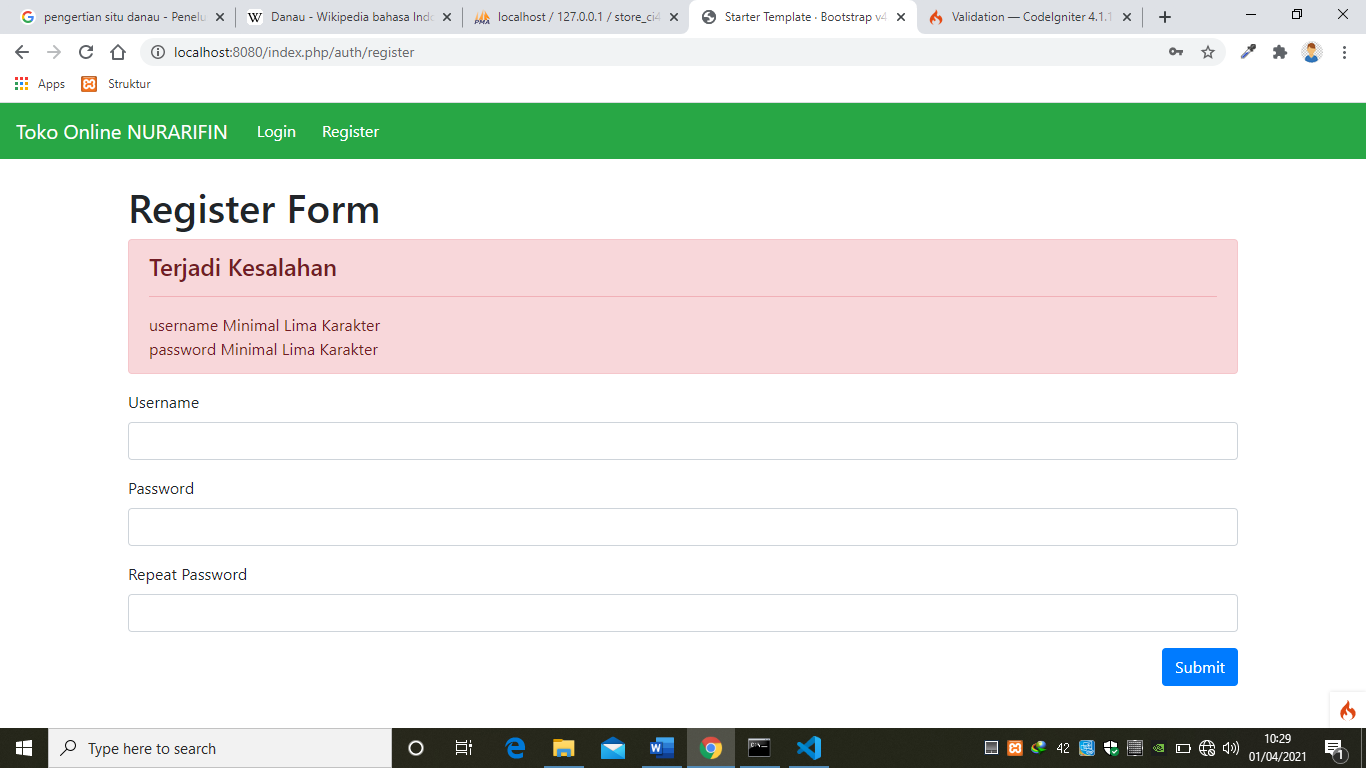 pengertian situ danau - Penelu
Danau - Wikipedia bahasa Indo
localhost / 127.0.0.1 / store_ci4
Starter Template · Bootstrap v4
Validation — CodeIgniter 4.1.1
localhost:8080/index.php/auth/register
Apps Struktur
Toko Online NURARIFIN Login Register
Register Form
Terjadi Kesalahan
username Minimal Lima Karakter
password Minimal Lima Karakter
Username
Password
Repeat Password
Submit
Type here to search
42
10:29
01/04/2021
1